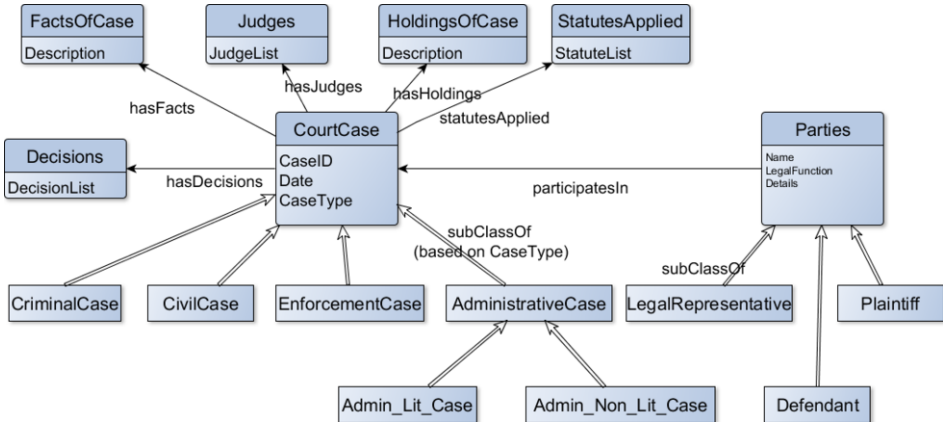 FactsOfCase
Description
Judges
JudgeList
HoldingsOfCase
Description
StatutesApplied
StatuteList
hasFacts
hasJudges
hasHoldings
statutesApplied
Decisions
DecisionList
hasDecisions
CourtCase
CaseID
Date
CaseType
participatesIn
Parties
Name
LegalFunction
Details
subClassOf
(based on CaseType)
subClassOf
CriminalCase
CivilCase
EnforcementCase
AdministrativeCase
LegalRepresentative
Plaintiff
Admin_Lit_Case
Admin_Non_Lit_Case
Defendant